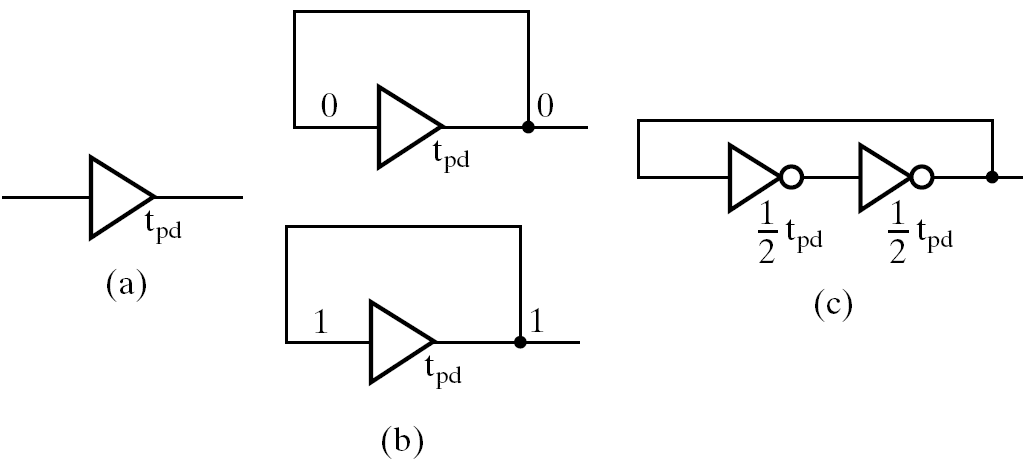 t_pd
(a)
0 0
t_pd
1 1
t_pd
(b)
1/2 t_pd 1/2 t_pd
(c)